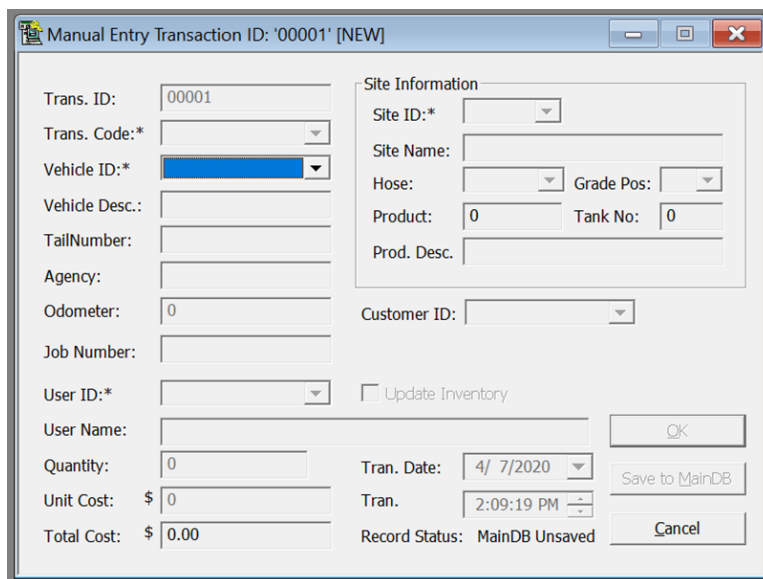 Manual Entry Transaction ID: '00001' [NEW]
Trans. ID: 00001
Trans. Code:*
Vehicle ID:*
Vehicle Desc.:
TailNumber:
Agency:
Odometer: 0
Job Number:
User ID:*
User Name:
Quantity: 0
Unit Cost: $ 0
Total Cost: $ 0.00
Site Information
Site ID:*
Site Name:
Hose: Grade Pos:
Product: 0 Tank No: 0
Prod. Desc.
Customer ID:
Update Inventory
Tran. Date: 4/ 7/2020
Tran. 2:09:19 PM
Record Status: MainDB Unsaved
OK
Save to MainDB
Cancel